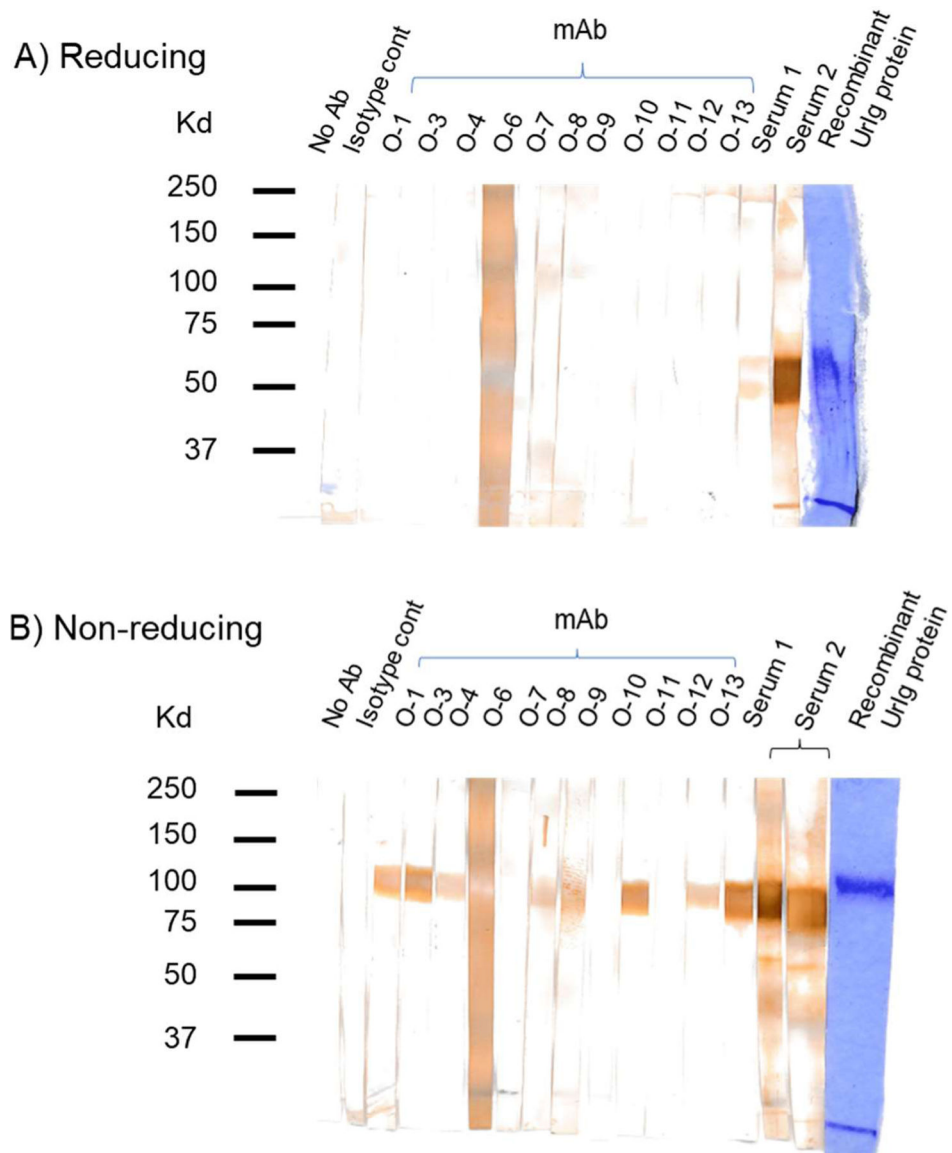 A) Reducing
mAb
Kd
No Ab
Isotype cont
O-1
O-3
O-4
O-6
O-7
O-8
O-9
O-10
O-11
O-12
O-13
Serum 1
Serum 2
Recombinant
UrIg protein
250
150
100
75
50
37
B) Non-reducing
mAb
Kd
No Ab
Isotype cont
O-1
O-3
O-4
O-6
O-7
O-8
O-9
O-10
O-11
O-12
O-13
Serum 1
Serum 2
Recombinant
UrIg protein
250
150
100
75
50
37